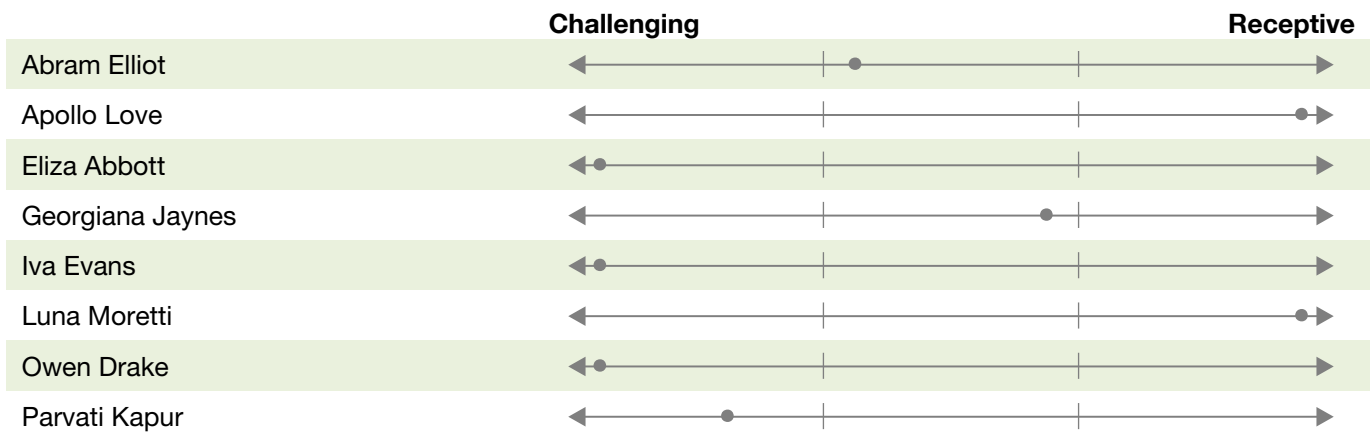 Challenging Receptive
Abram Elliot
Apollo Love
Eliza Abbott
Georgiana Jaynes
Iva Evans
Luna Moretti
Owen Drake
Parvati Kapur